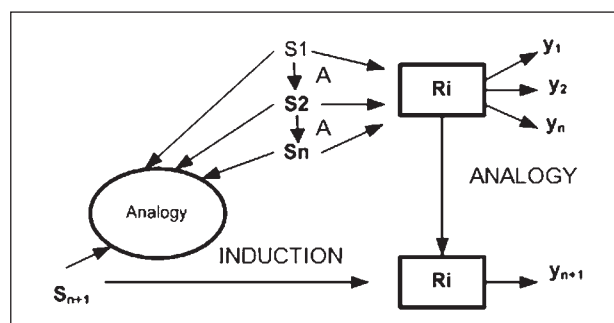 S1
A
S2
A
Sn
Ri
y1
y2
yn
ANALOGY
Analogy
INDUCTION
Sn+1
Ri
yn+1